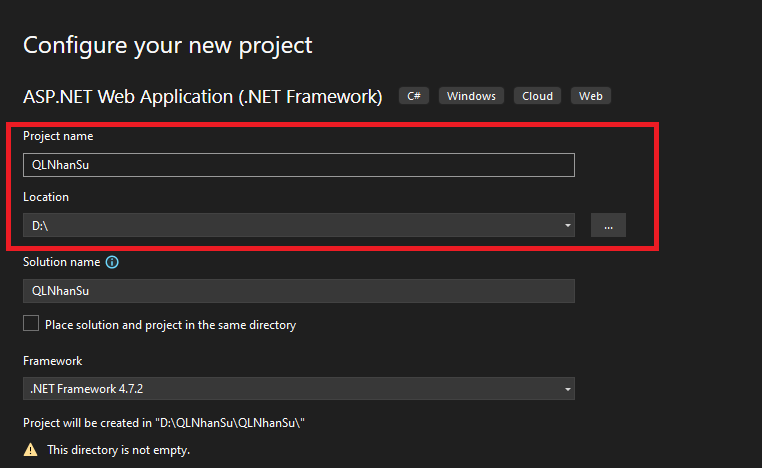 Configure your new project
ASP.NET Web Application (.NET Framework) C# Windows Cloud Web
Project name
QLNhanSu
Location
D:\
...
Solution name
QLNhanSu
Place solution and project in the same directory
Framework
.NET Framework 4.7.2
Project will be created in "D:\QLNhanSu\QLNhanSu\"
This directory is not empty.